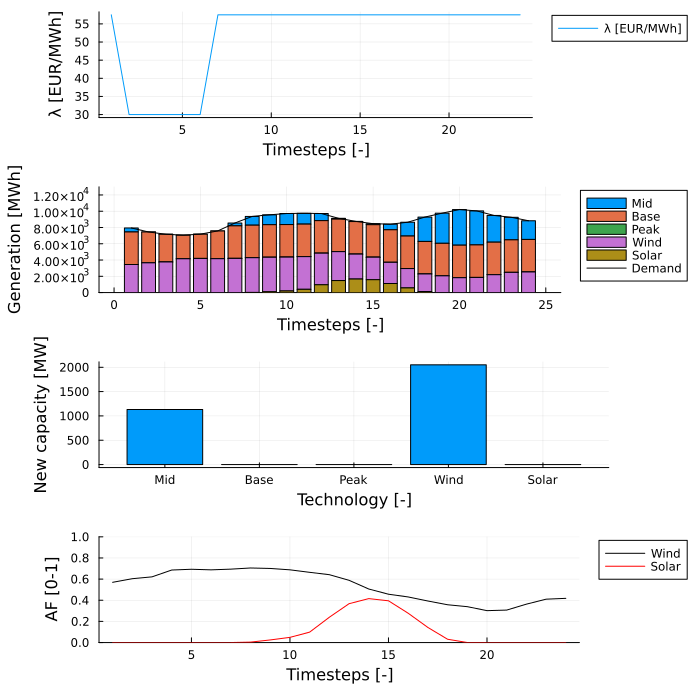 λ [EUR/MWh]
55
50
45
40
35
30
5
10
15
20
Timesteps [-]
λ [EUR/MWh]
Generation [MWh]
1.20×10⁴
1.00×10⁴
8.00×10³
6.00×10³
4.00×10³
2.00×10³
0
0
5
10
15
20
25
Timesteps [-]
Mid
Base
Peak
Wind
Solar
Demand
New capacity [MW]
2000
1500
1000
500
0
Mid
Base
Peak
Wind
Solar
Technology [-]
AF [0-1]
1.0
0.8
0.6
0.4
0.2
0.0
5
10
15
20
Timesteps [-]
Wind
Solar